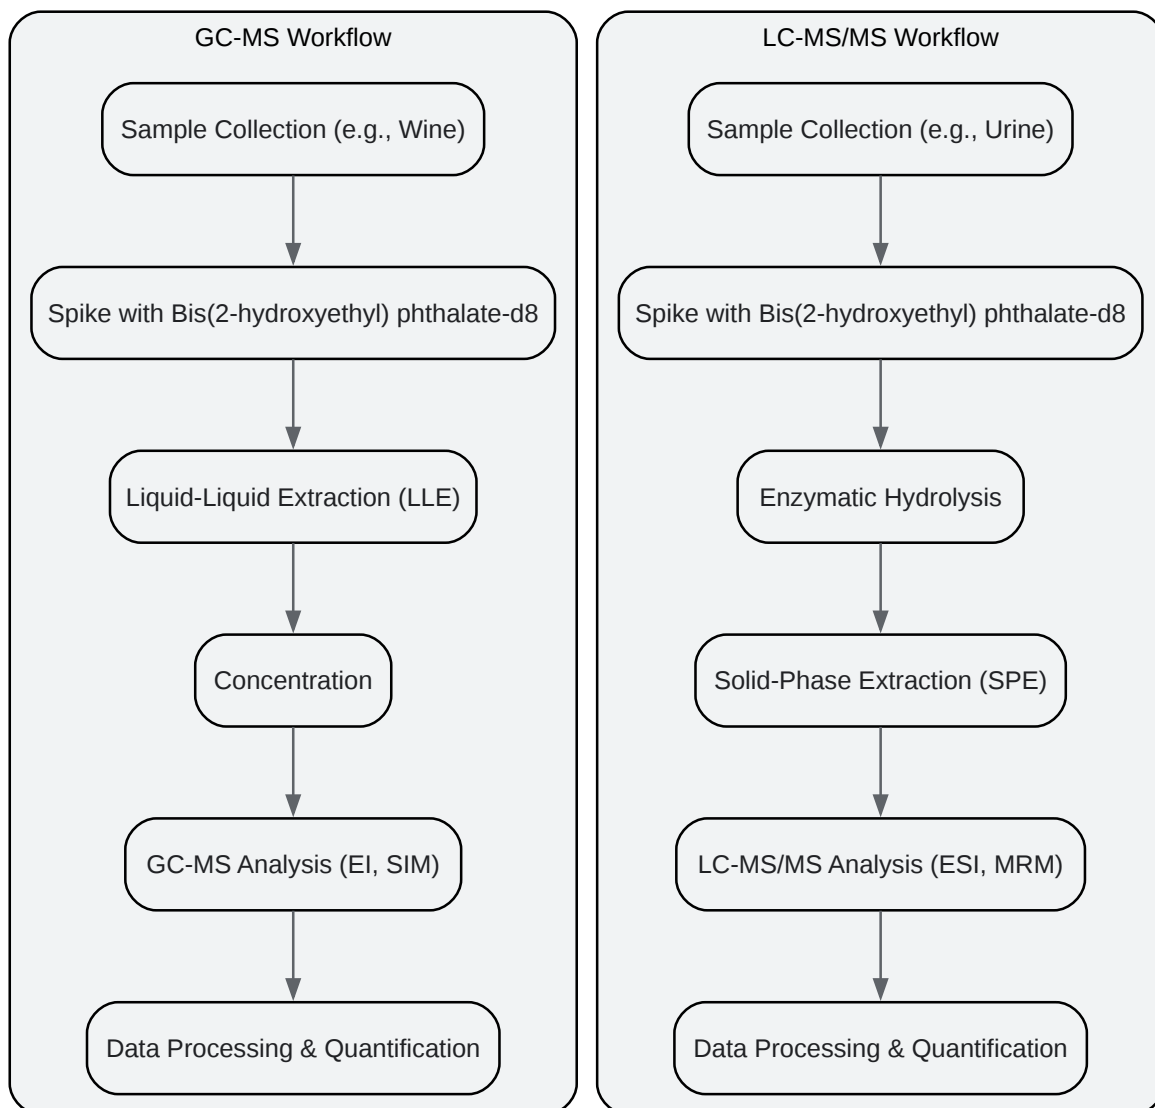 GC-MS Workflow
Sample Collection (e.g., Wine)
Spike with Bis(2-hydroxyethyl) phthalate-d8
Liquid-Liquid Extraction (LLE)
Concentration
GC-MS Analysis (EI, SIM)
Data Processing & Quantification
LC-MS/MS Workflow
Sample Collection (e.g., Urine)
Spike with Bis(2-hydroxyethyl) phthalate-d8
Enzymatic Hydrolysis
Solid-Phase Extraction (SPE)
LC-MS/MS Analysis (ESI, MRM)
Data Processing & Quantification